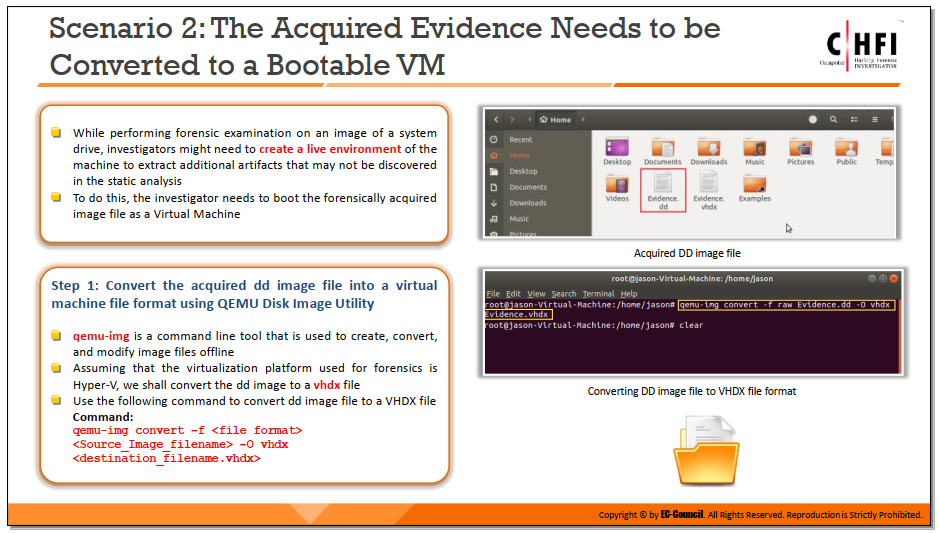 Scenario 2: The Acquired Evidence Needs to be
Converted to a Bootable VM
CHFI
Computer Hacking Forensic
INVESTIGATOR
While performing forensic examination on an image of a system
drive, investigators might need to create a live environment of the
machine to extract additional artifacts that may not be discovered
in the static analysis
To do this, the investigator needs to boot the forensically acquired
image file as a Virtual Machine
Home
Recent
Home
Desktop
Documents
Downloads
Music
Pictures
Desktop
Documents
Downloads
Music
Pictures
Public
Temp
Videos
Evidence.
dd
Evidence.
vhdx
Examples
Acquired DD image file
Step 1: Convert the acquired dd image file into a virtual
machine file format using QEMU Disk Image Utility
qemu-img is a command line tool that is used to create, convert,
and modify image files offline
Assuming that the virtualization platform used for forensics is
Hyper-V, we shall convert the dd image to a vhdx file
Use the following command to convert dd image file to a VHDX file
Command:
qemu-img convert –f <file format>
<Source_Image_filename> –O vhdx
<destination_filename.vhdx>
root@jason-Virtual-Machine: /home/jason
File Edit View Search Terminal Help
root@jason-Virtual-Machine:/home/jason# qemu-img convert -f raw Evidence.dd -O vhdx
Evidence.vhdx
root@jason-Virtual-Machine:/home/jason# clear
Converting DD image file to VHDX file format
Copyright © by EC-Council. All Rights Reserved. Reproduction is Strictly Prohibited.